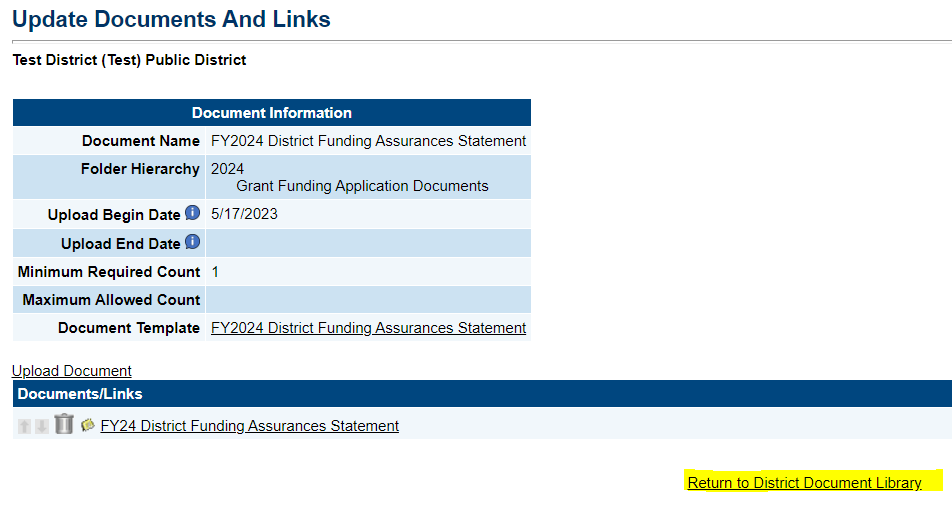 Update Documents And Links
Test District (Test) Public District
Document Information
Document Name FY2024 District Funding Assurances Statement
Folder Hierarchy 2024
Grant Funding Application Documents
Upload Begin Date 5/17/2023
Upload End Date
Minimum Required Count 1
Maximum Allowed Count
Document Template FY2024 District Funding Assurances Statement
Upload Document
Documents/Links
FY24 District Funding Assurances Statement
Return to District Document Library